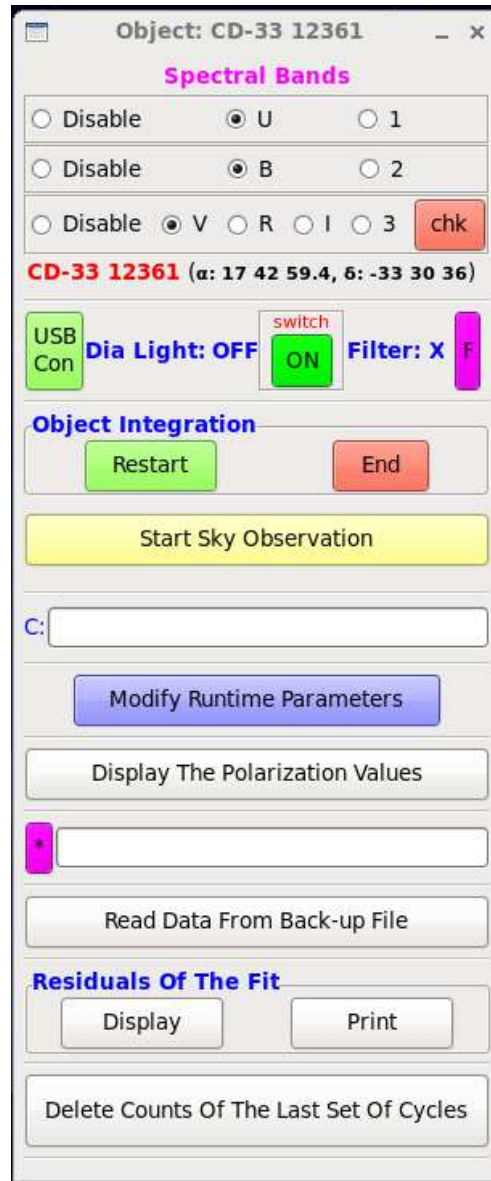 Object: CD-33 12361
Spectral Bands
Disable U 1
Disable B 2
Disable V R I 3 chk
CD-33 12361 (α: 17 42 59.4, δ: -33 30 36)
switch
USB Con Dia Light: OFF ON Filter: X F
Object Integration
Restart End
Start Sky Observation
C:
Modify Runtime Parameters
Display The Polarization Values
*
Read Data From Back-up File
Residuals Of The Fit
Display Print
Delete Counts Of The Last Set Of Cycles